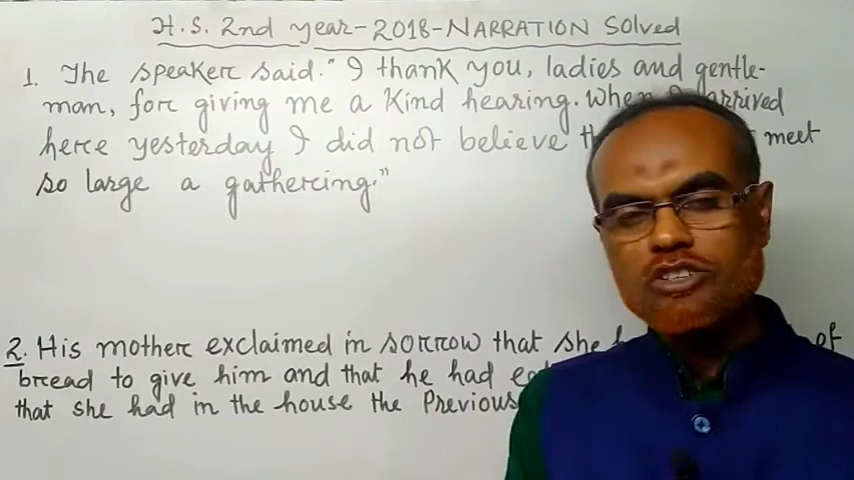 H.S. 2nd year-2018-NARRATION Solved
1. The speaker said." I thank you, ladies and gentle-
man, for giving me a kind hearing. When I arrived
here yesterday I did not believe meet
so large a gathering."
2. His mother exclaimed in sorrow that she of
bread to give him and that he had
that she had in the house the Previous